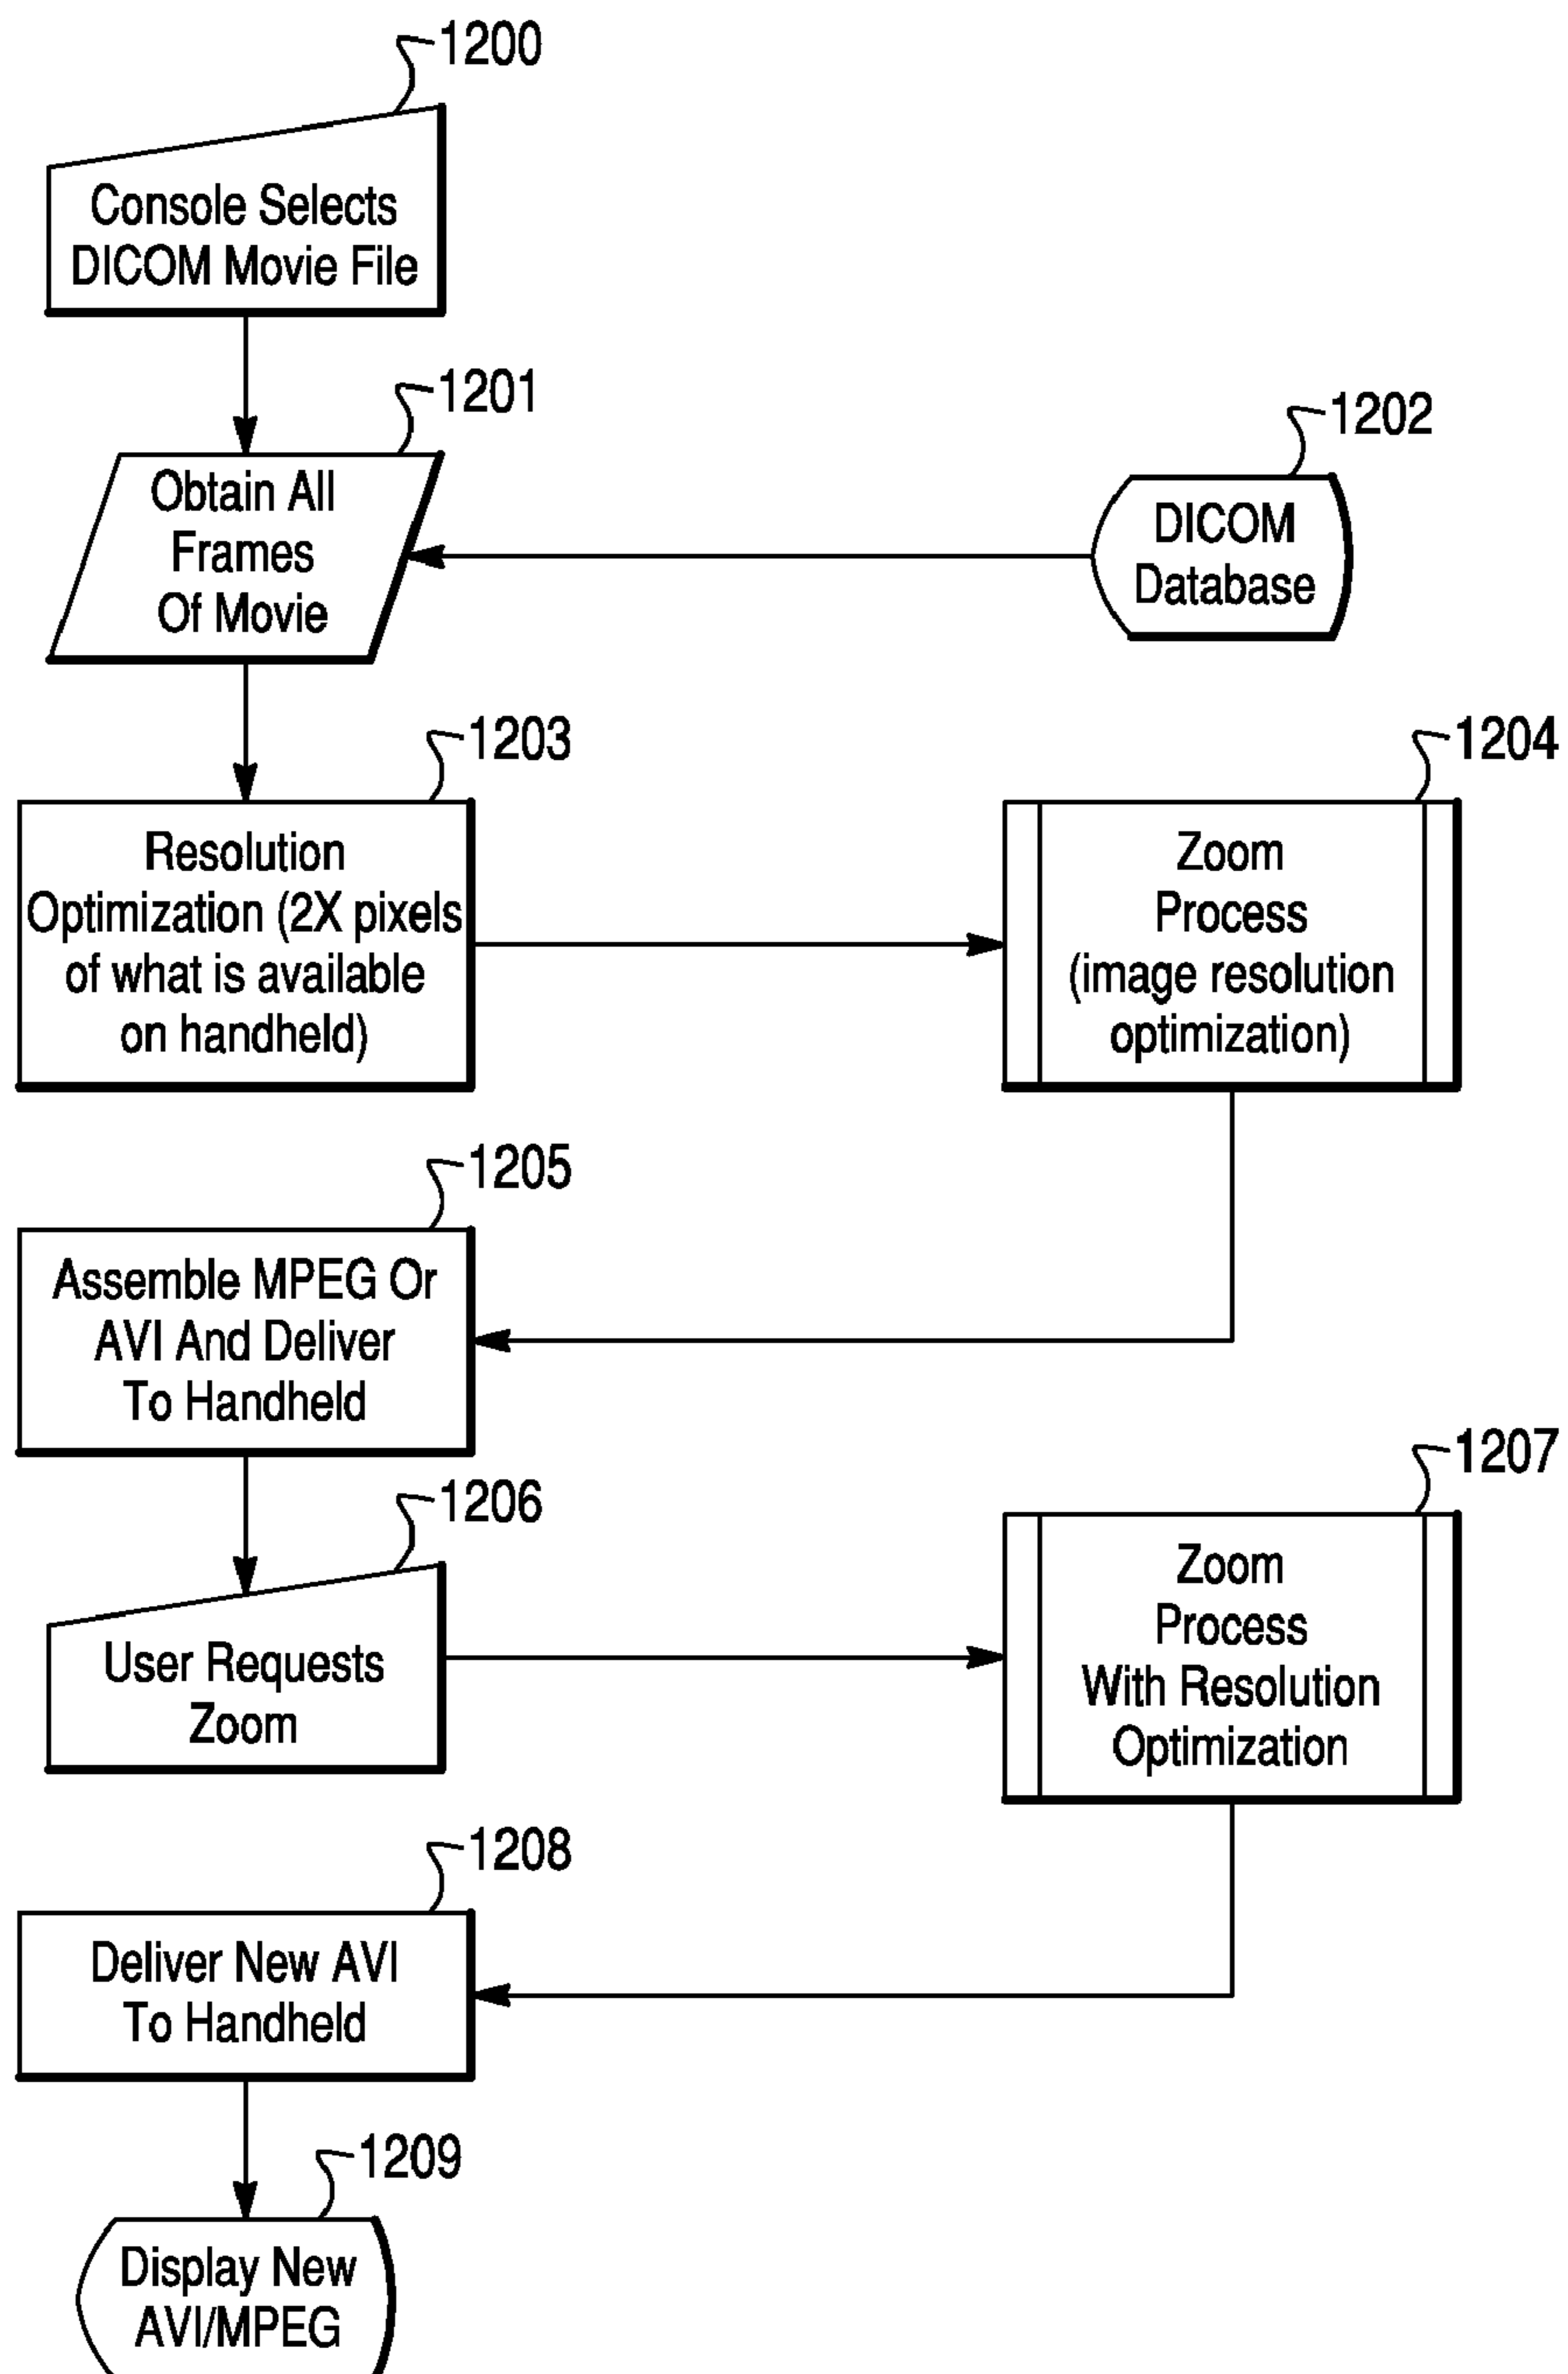 1200
Console Selects
DICOM Movie File
1201
Obtain All
Frames
Of Movie
1202
DICOM
Database
1203
Resolution
Optimization (2X pixels
of what is available
on handheld)
1204
Zoom
Process
(image resolution
optimization)
1205
Assemble MPEG Or
AVI And Deliver
To Handheld
1206
User Requests
Zoom
1207
Zoom
Process
With Resolution
Optimization
1208
Deliver New AVI
To Handheld
1209
Display New
AVI/MPEG